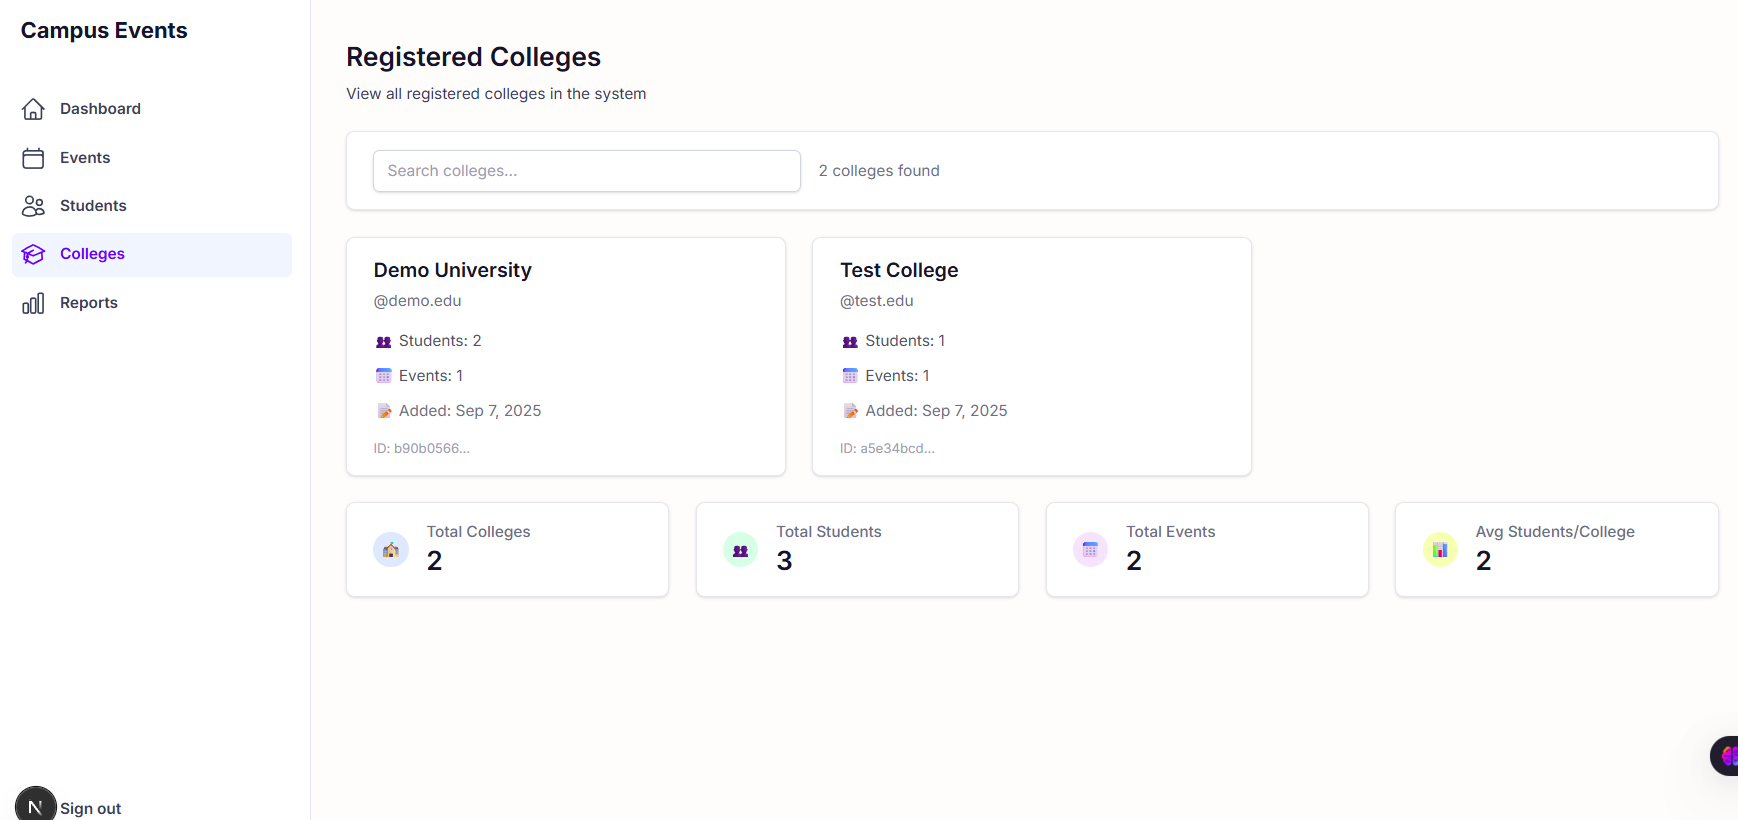 Campus Events
Dashboard
Events
Students
Colleges
Reports
N
Sign out
Registered Colleges
View all registered colleges in the system
Search colleges...
2 colleges found
Demo University
@demo.edu
Students: 2
Events: 1
Added: Sep 7, 2025
ID: b90b0566...
Test College
@test.edu
Students: 1
Events: 1
Added: Sep 7, 2025
ID: a5e34bcd...
Total Colleges
2
Total Students
3
Total Events
2
Avg Students/College
2